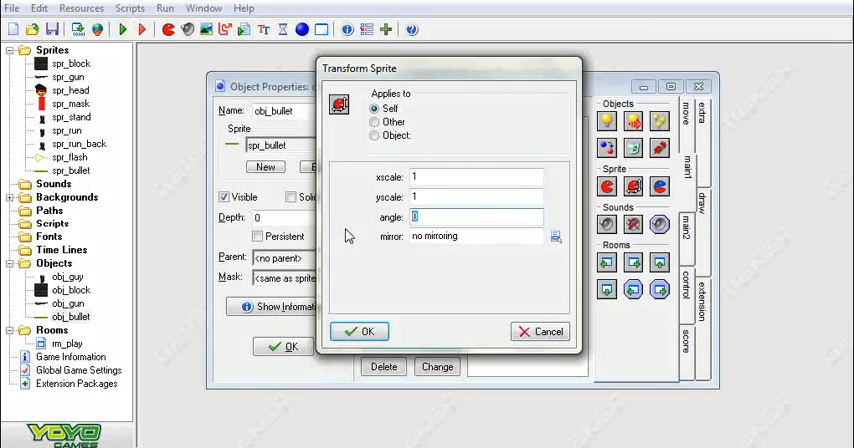 File Edit Resources Scripts Run Window Help
Sprites
spr_block
spr_gun
spr_head
spr_mask
spr_stand
spr_run
spr_run_back
spr_flash
spr_bullet
Sounds
Backgrounds
Paths
Scripts
Fonts
Time Lines
Objects
obj_guy
obj_block
obj_gun
obj_bullet
Rooms
rm_play
Game Information
Global Game Settings
Extension Packages
YOYO
GAMES
Object Properties:
Name: obj_bullet
Sprite
spr_bullet
New
Visible
Depth: 0
Persistent
Parent: <no parent>
Mask: <same as sprite
OK
Transform Sprite
Applies to
Self
Other
Object:
xscale: 1
yscale: 1
angle: 0
mirror: no mirroring
OK Cancel
Delete Change
Objects
Sprite
Sounds
Rooms
move
main1
main2
control
score
extra
draw
extension